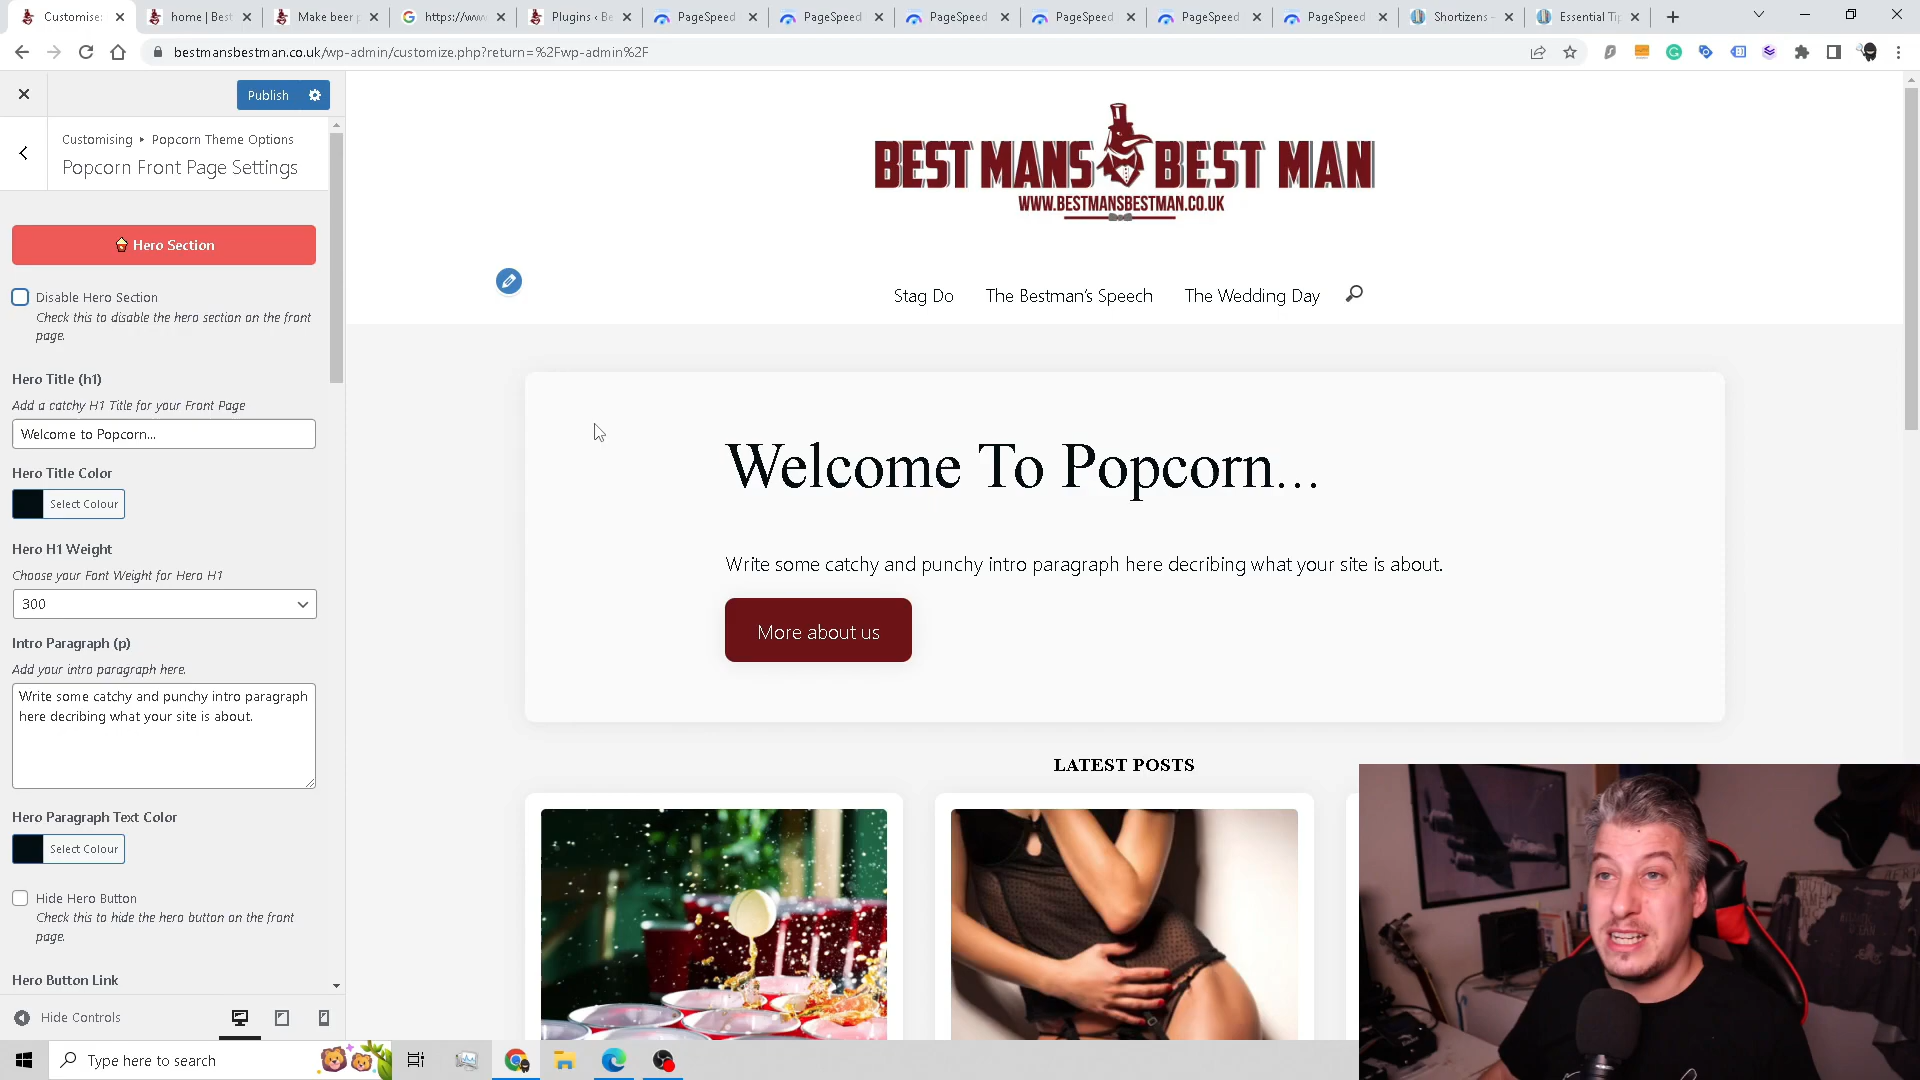 Customise:
home | Best
Make beer p
https://www
Plugins ‹ Be
PageSpeed
PageSpeed
PageSpeed
PageSpeed
PageSpeed
PageSpeed
Shortizens -
Essential Tip
bestmansbestman.co.uk/wp-admin/customize.php?return=%2Fwp-admin%2F
Publish
Customising ▸ Popcorn Theme Options
Popcorn Front Page Settings
Hero Section
Disable Hero Section
Check this to disable the hero section on the front
page.
Hero Title (h1)
Add a catchy H1 Title for your Front Page
Welcome to Popcorn...
Hero Title Color
Select Colour
Hero H1 Weight
Choose your Font Weight for Hero H1
300
Intro Paragraph (p)
Add your intro paragraph here.
Write some catchy and punchy intro paragraph
here decribing what your site is about.
Hero Paragraph Text Color
Select Colour
Hide Hero Button
Check this to hide the hero button on the front
page.
Hero Button Link
Hide Controls
BEST MANS BEST MAN
WWW.BESTMANSBESTMAN.CO.UK
Stag Do The Bestman's Speech The Wedding Day
Welcome To Popcorn...
Write some catchy and punchy intro paragraph here decribing what your site is about.
More about us
LATEST POSTS
Type here to search